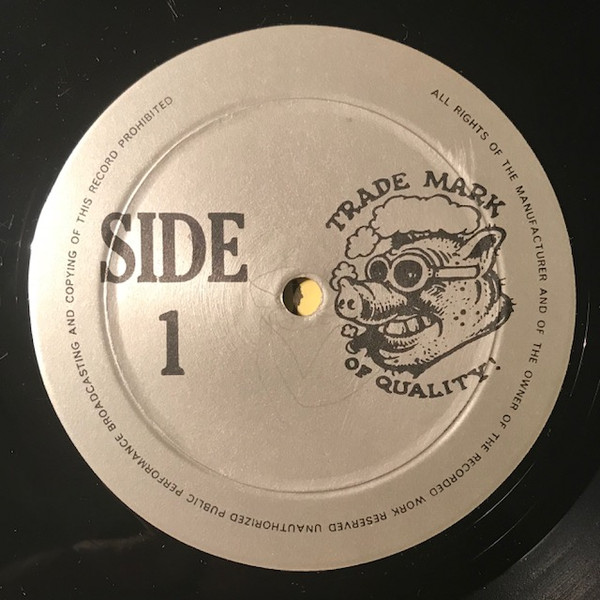 SIDE
1
TRADE MARK
OF QUALITY!
ALL RIGHTS OF THE MANUFACTURER AND OF THE OWNER OF THE RECORDED WORK RESERVED UNAUTHORIZED PUBLIC PERFORMANCE BROADCASTING AND COPYING OF THIS RECORD PROHIBITED